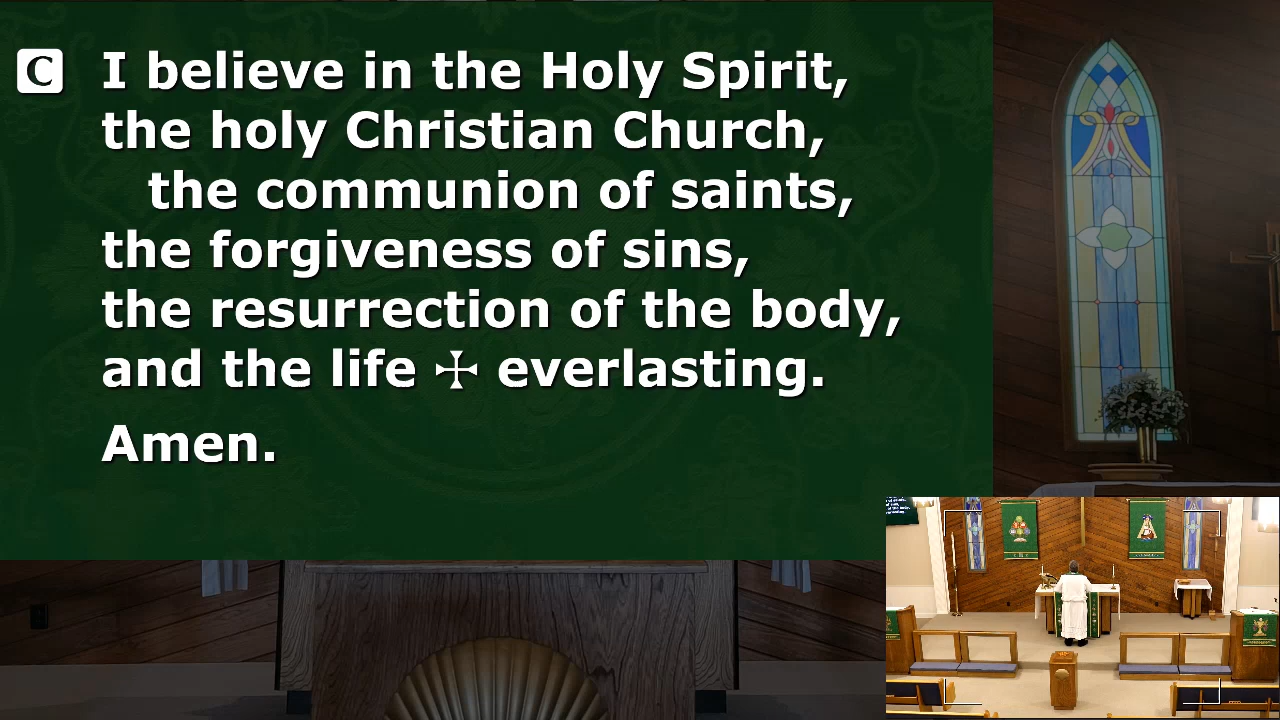 C I believe in the Holy Spirit,
the holy Christian Church,
the communion of saints,
the forgiveness of sins,
the resurrection of the body,
and the life ☩ everlasting.
Amen.